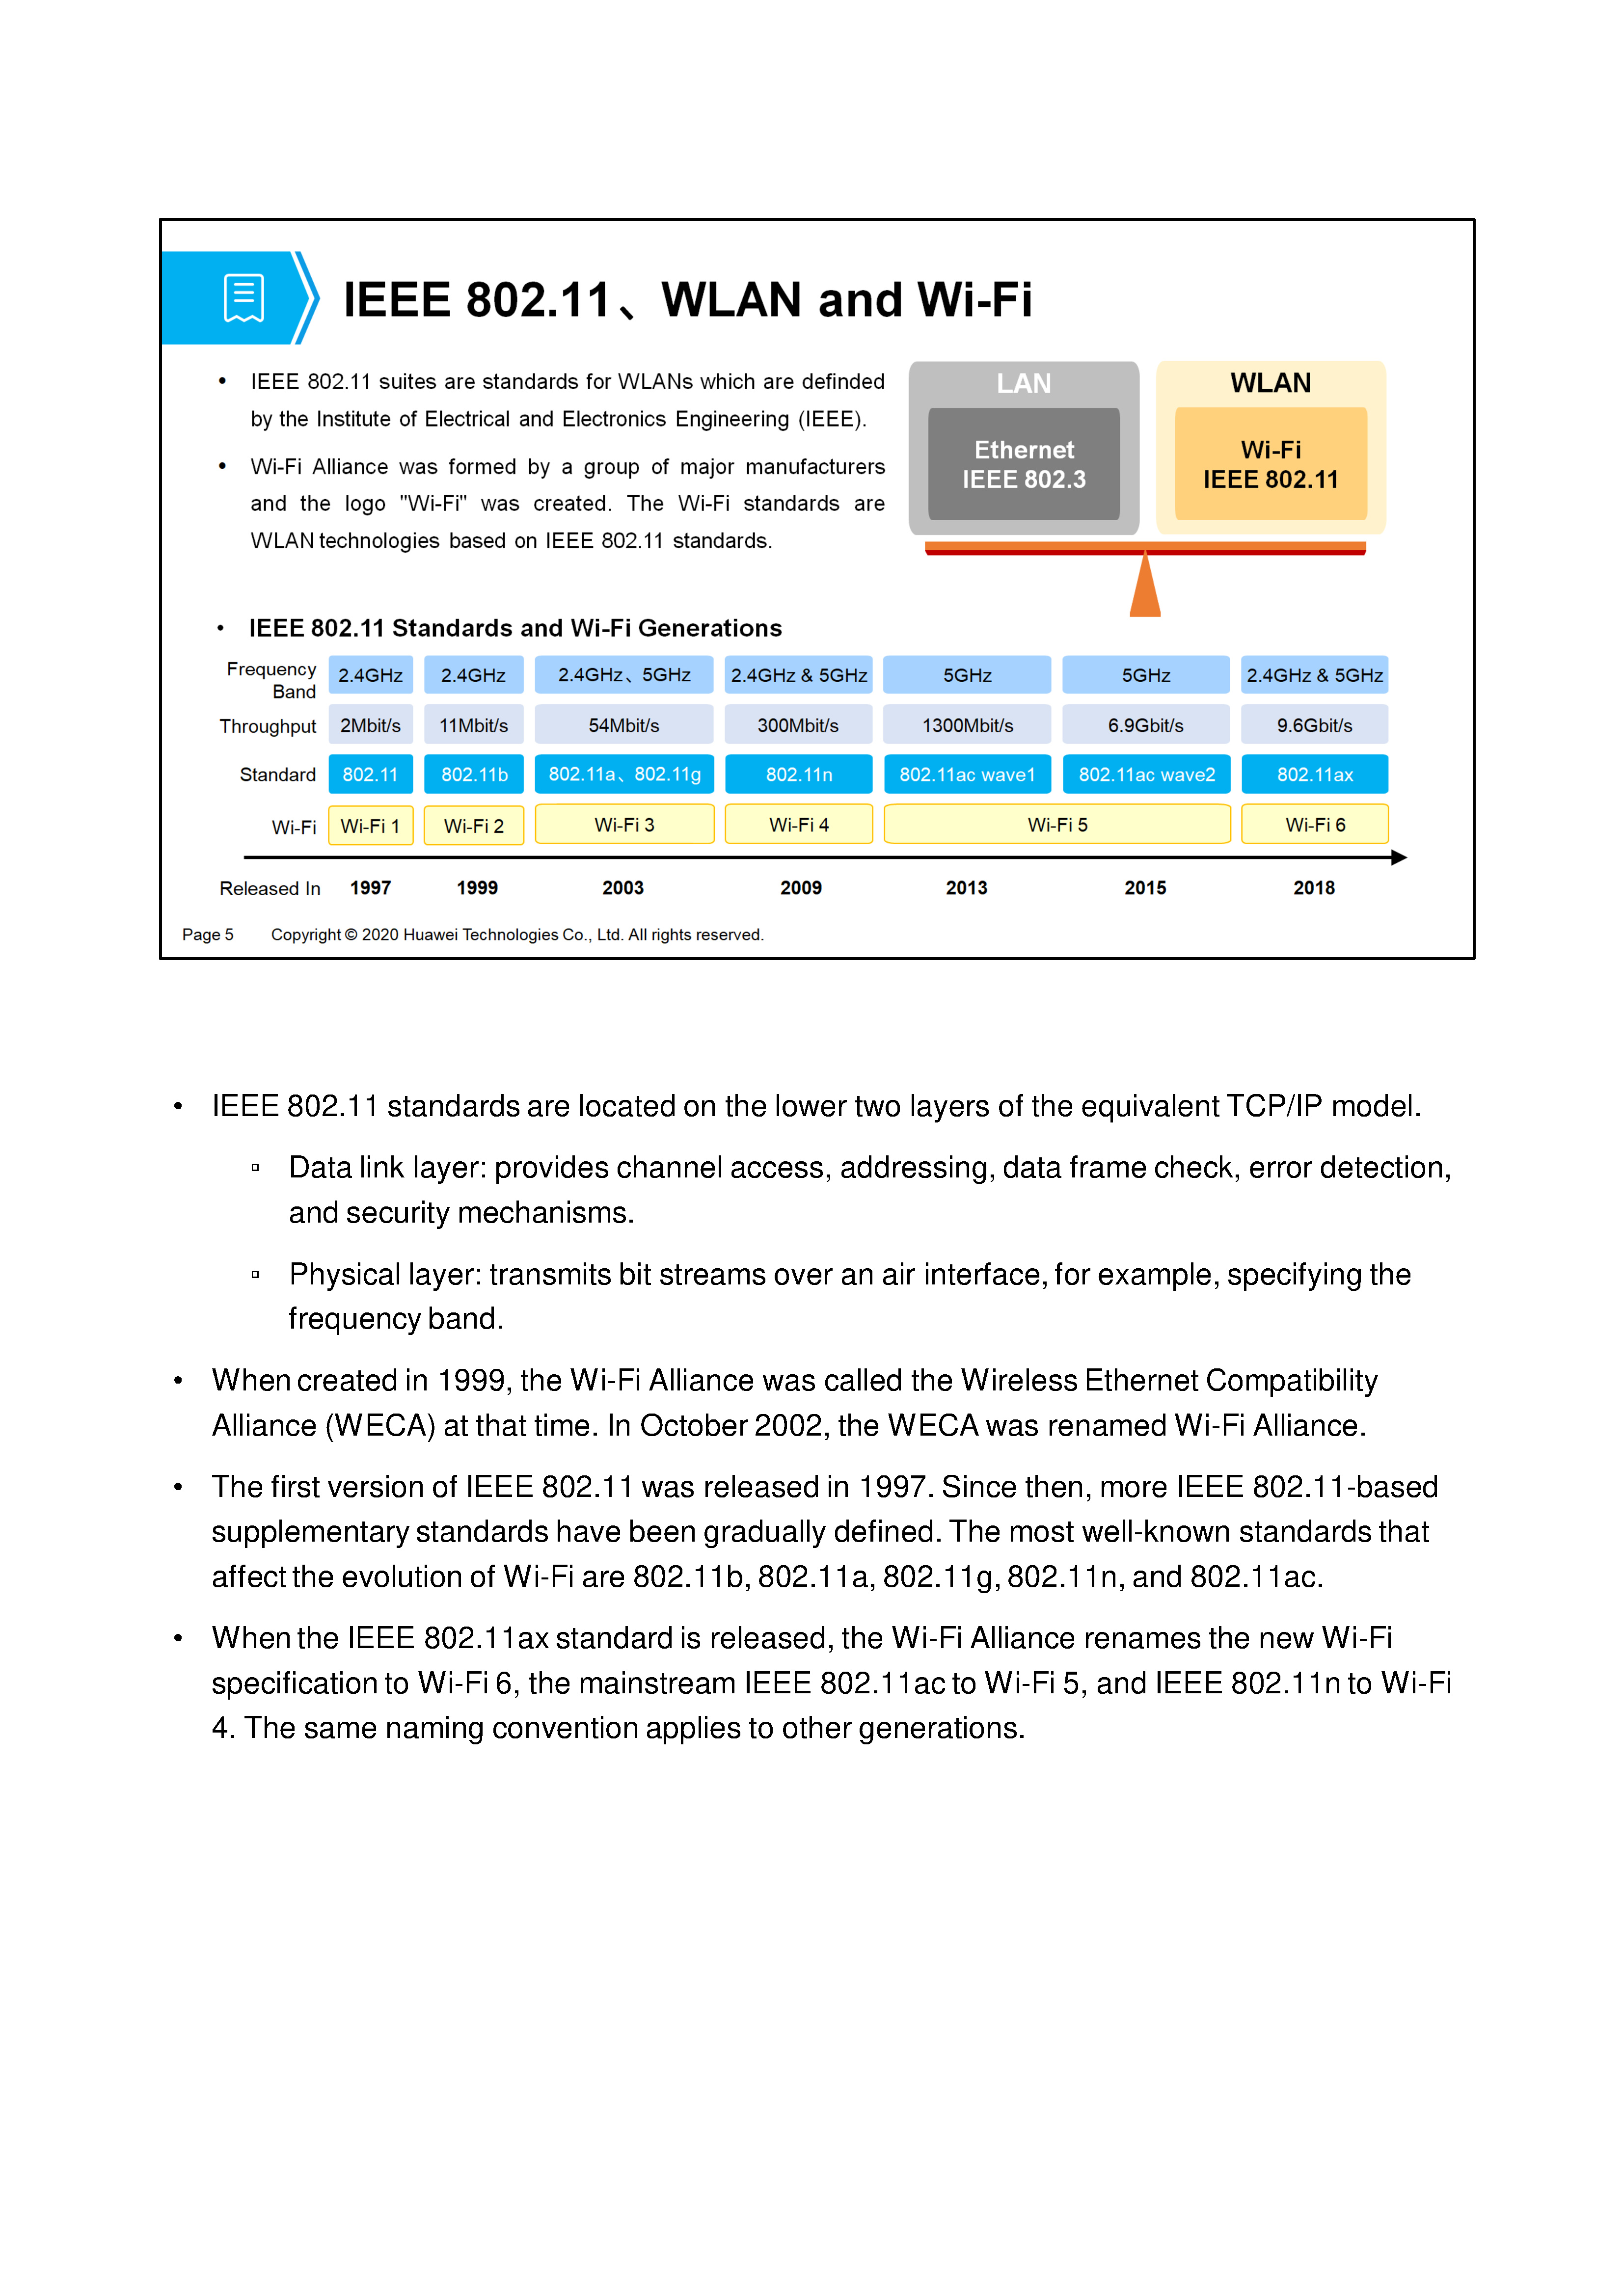 IEEE 802.11、WLAN and Wi-Fi
• IEEE 802.11 suites are standards for WLANs which are definded
by the Institute of Electrical and Electronics Engineering (IEEE).
• Wi-Fi Alliance was formed by a group of major manufacturers
and the logo "Wi-Fi" was created. The Wi-Fi standards are
WLAN technologies based on IEEE 802.11 standards.
LAN
Ethernet
IEEE 802.3
WLAN
Wi-Fi
IEEE 802.11
• IEEE 802.11 Standards and Wi-Fi Generations
Frequency
Band
2.4GHz 2.4GHz 2.4GHz、5GHz 2.4GHz & 5GHz 5GHz 5GHz 2.4GHz & 5GHz
Throughput 2Mbit/s 11Mbit/s 54Mbit/s 300Mbit/s 1300Mbit/s 6.9Gbit/s 9.6Gbit/s
Standard 802.11 802.11b 802.11a、802.11g 802.11n 802.11ac wave1 802.11ac wave2 802.11ax
Wi-Fi Wi-Fi 1 Wi-Fi 2 Wi-Fi 3 Wi-Fi 4 Wi-Fi 5 Wi-Fi 6
Released In 1997 1999 2003 2009 2013 2015 2018
Page 5 Copyright © 2020 Huawei Technologies Co., Ltd. All rights reserved.
• IEEE 802.11 standards are located on the lower two layers of the equivalent TCP/IP model.
▫ Data link layer: provides channel access, addressing, data frame check, error detection,
and security mechanisms.
▫ Physical layer: transmits bit streams over an air interface, for example, specifying the
frequency band.
• When created in 1999, the Wi-Fi Alliance was called the Wireless Ethernet Compatibility
Alliance (WECA) at that time. In October 2002, the WECA was renamed Wi-Fi Alliance.
• The first version of IEEE 802.11 was released in 1997. Since then, more IEEE 802.11-based
supplementary standards have been gradually defined. The most well-known standards that
affect the evolution of Wi-Fi are 802.11b, 802.11a, 802.11g, 802.11n, and 802.11ac.
• When the IEEE 802.11ax standard is released, the Wi-Fi Alliance renames the new Wi-Fi
specification to Wi-Fi 6, the mainstream IEEE 802.11ac to Wi-Fi 5, and IEEE 802.11n to Wi-Fi
4. The same naming convention applies to other generations.